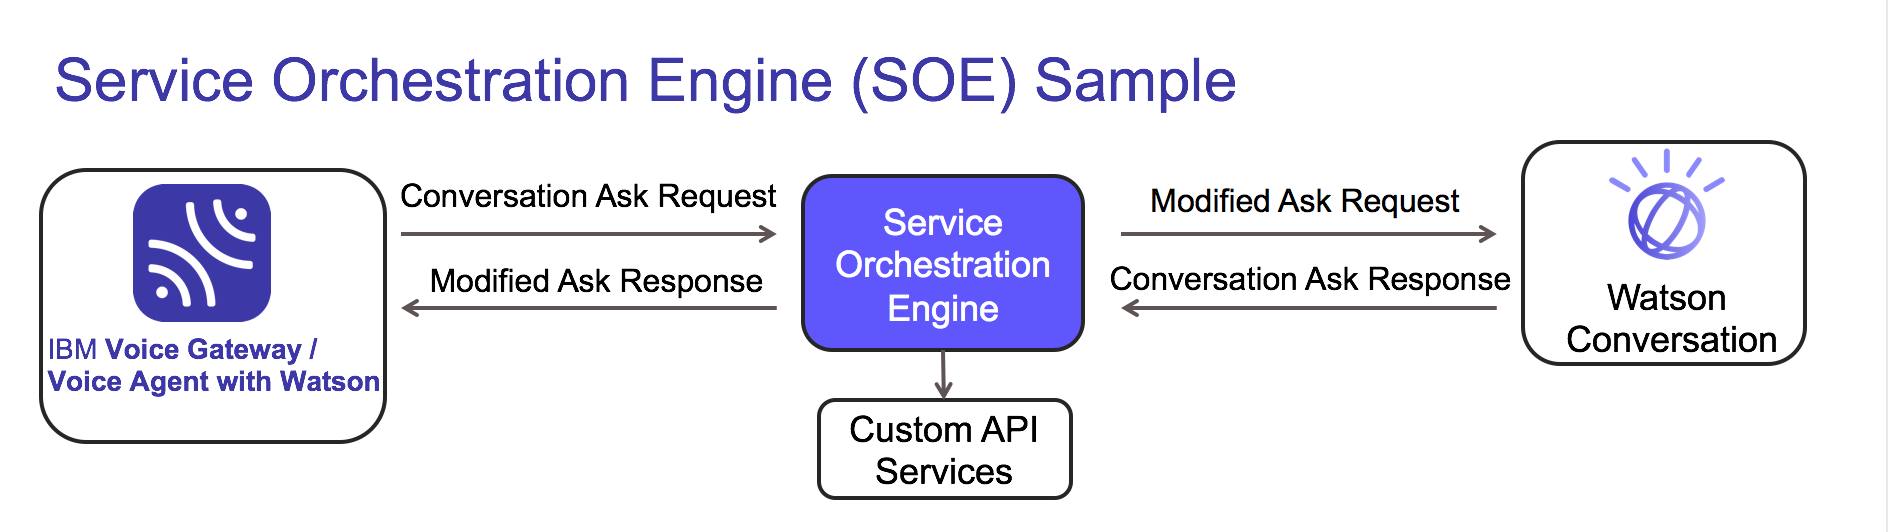 Service Orchestration Engine (SOE) Sample
IBM Voice Gateway /
Voice Agent with Watson
Conversation Ask Request
Modified Ask Response
Service
Orchestration
Engine
Custom API
Services
Modified Ask Request
Conversation Ask Response
Watson
Conversation